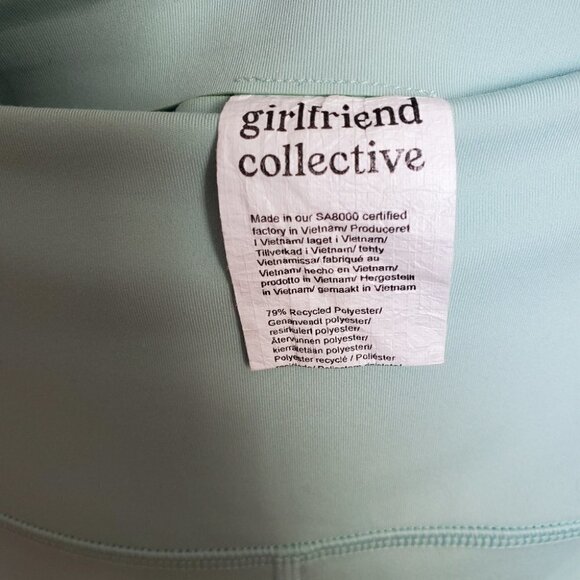 girlfriend
collective
Made in our SA8000 certified
factory in Vietnam/ Produceret
i Vietnam/ laget i Vietnam/
Tillverkad i Vietnam/ tehty
Vietnamissa/ fabriqué au
Vietnam/ hecho en Vietnam/
prodotto in Vietnam/ Hergestellt
in Vietnam/ gemaakt in Vietnam
79% Recycled Polyester/
Genanvendt polyester/
resirkulert polyester/
Återvunnen polyester/
kierrätetään polyesteri/
Polyester recyclé / Poliéster